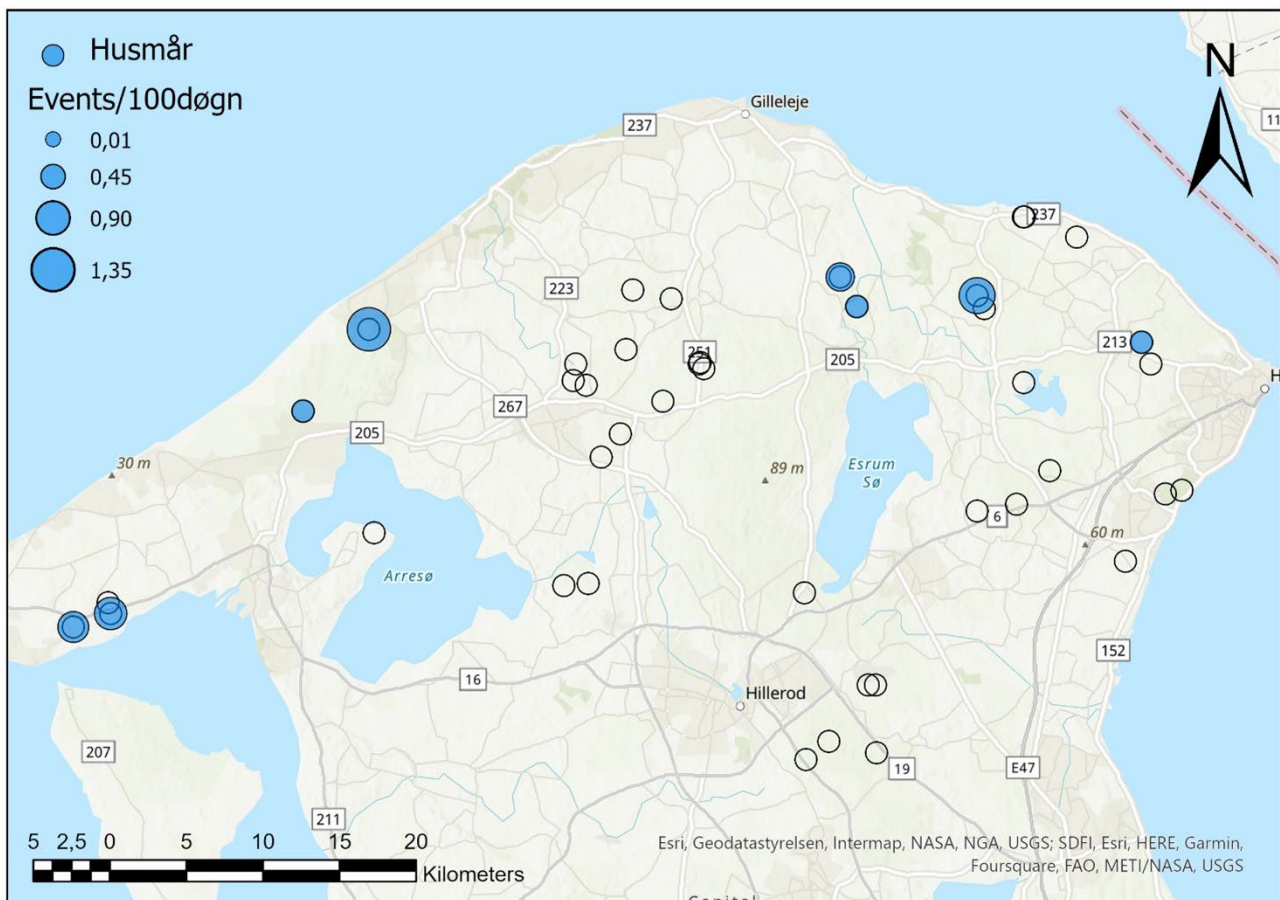 Husmår
Events/100døgn
0,01
0,45
0,90
1,35
N
Gilleleje
237
11
237
223
251
213
205
267
205
H
30 m
89 m
Esrum
Sø
6
60 m
Arresø
152
16
Hillerod
207
19
E47
211
5 2,5 0 5 10 15 20
Kilometers
Esri, Geodatastyrelsen, Intermap, NASA, NGA, USGS; SDFI, Esri, HERE, Garmin,
Foursquare, FAO, METI/NASA, USGS